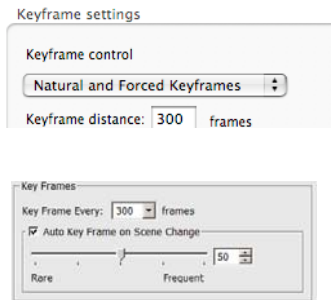 Keyframe settings
Keyframe control
Natural and Forced Keyframes
Keyframe distance: 300 frames
Key Frames
Key Frame Every: 300 frames
Auto Key Frame on Scene Change
50
Rare Frequent